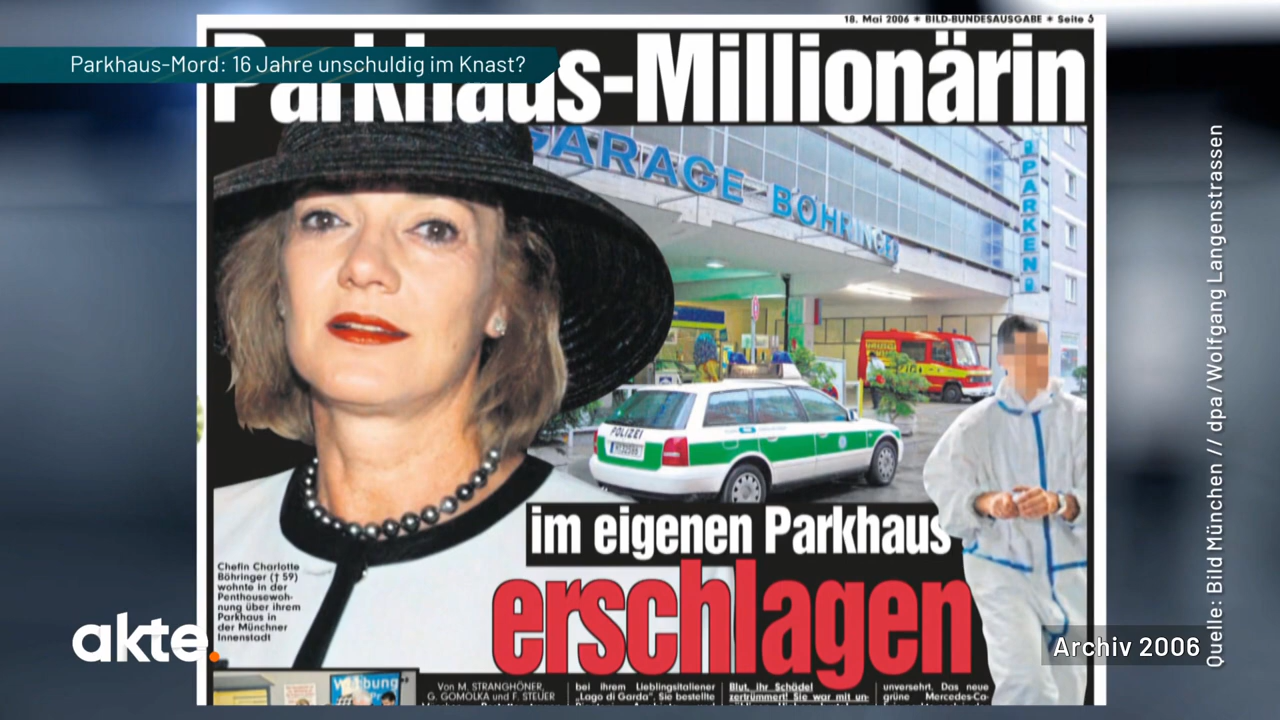 18. Mai 2006 * BILD-BUNDESAUSGABE * Seite 5
Parkhaus-Mord: 16 Jahre unschuldig im Knast?
Parkhaus-Millionärin
GARAGE BÖHRINGER
PARKEN
POLIZEI
im eigenen Parkhaus
erschlagen
Chefin Charlotte
Böhringer († 59)
wohnte in der
Penthousewoh-
nung über ihrem
Parkhaus in
der Münchner
Innenstadt
akte.
Archiv 2006
Quelle: Bild München // dpa/Wolfgang Langenstrassen
Werbung
Von M. STRANGHÖNER,
G. GOMOLKA und F. STEUER
bei ihrem Lieblingsitaliener
„Lago di Garda“. Sie bestellte
Blut, ihr Schädel
zertrümmert! Sie war mit un-
unversehrt. Das neue
grüne Mercedes-Ca-